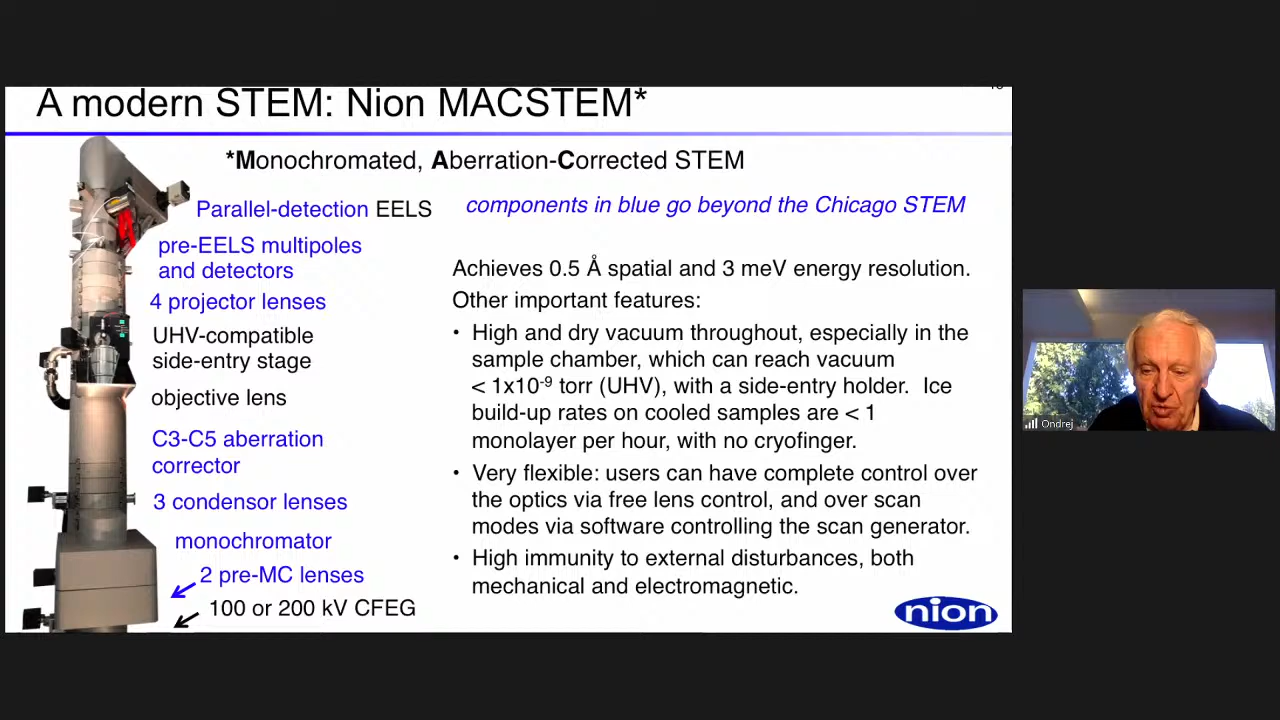 A modern STEM: Nion MACSTEM*
*Monochromated, Aberration-Corrected STEM
Parallel-detection EELS
components in blue go beyond the Chicago STEM
pre-EELS multipoles
and detectors
4 projector lenses
UHV-compatible
side-entry stage
objective lens
C3-C5 aberration
corrector
3 condensor lenses
monochromator
2 pre-MC lenses
100 or 200 kV CFEG
Achieves 0.5 Å spatial and 3 meV energy resolution.
Other important features:
• High and dry vacuum throughout, especially in the
sample chamber, which can reach vacuum
< 1x10⁻⁹ torr (UHV), with a side-entry holder. Ice
build-up rates on cooled samples are < 1
monolayer per hour, with no cryofinger.
• Very flexible: users can have complete control over
the optics via free lens control, and over scan
modes via software controlling the scan generator.
• High immunity to external disturbances, both
mechanical and electromagnetic.
nion
Ondrej